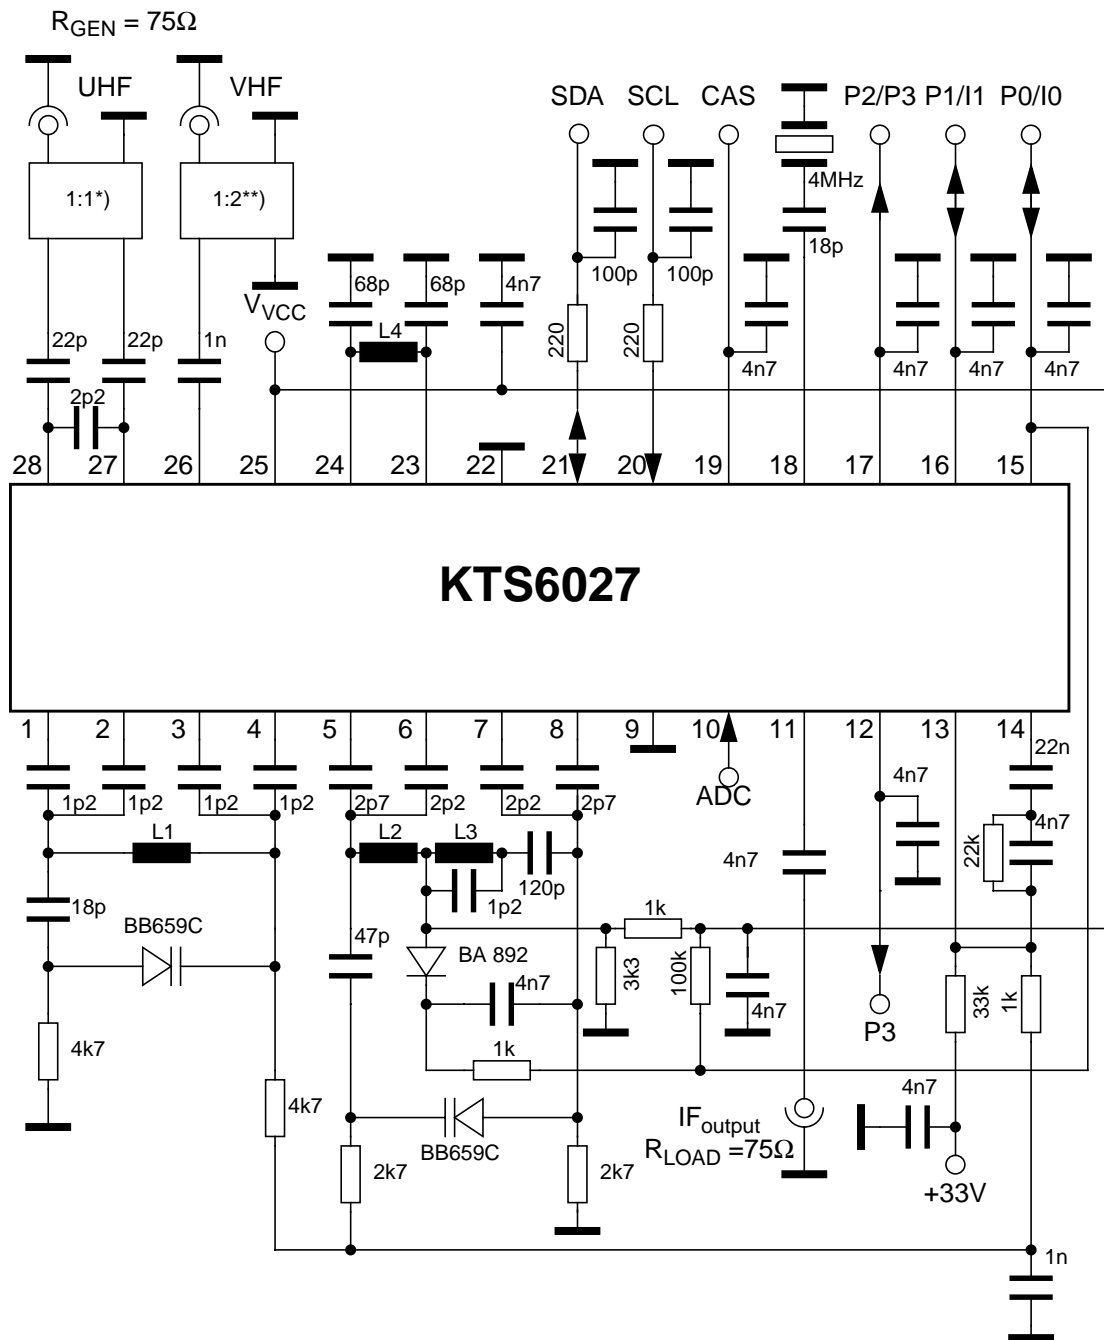 R_GEN = 75Ω
UHF
VHF
SDA
SCL
CAS
P2/P3
P1/I1
P0/I0
1:1*)
1:2**)
4MHz
18p
100p
100p
V_VCC
68p
68p
4n7
L4
220
220
22p
22p
1n
2p2
4n7
4n7
4n7
4n7
28
27
26
25
24
23
22
21
20
19
18
17
16
15
KTS6027
1
2
3
4
5
6
7
8
9
10
11
12
13
14
22n
1p2
1p2
1p2
1p2
2p7
2p2
2p2
2p7
ADC
4n7
4n7
L1
L2
L3
22k
120p
4n7
1p2
18p
BB659C
47p
1k
BA 892
4n7
3k3
100k
4n7
33k
1k
P3
4k7
1k
4k7
4n7
BB659C
IF_output
R_LOAD =75Ω
2k7
2k7
+33V
1n